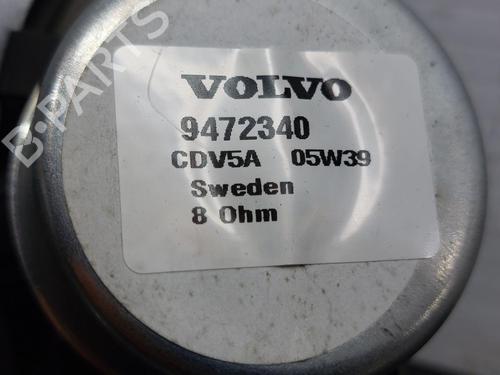 B-PARTS
VOLVO
9472340
CDV5A 05W39
Sweden
8 Ohm